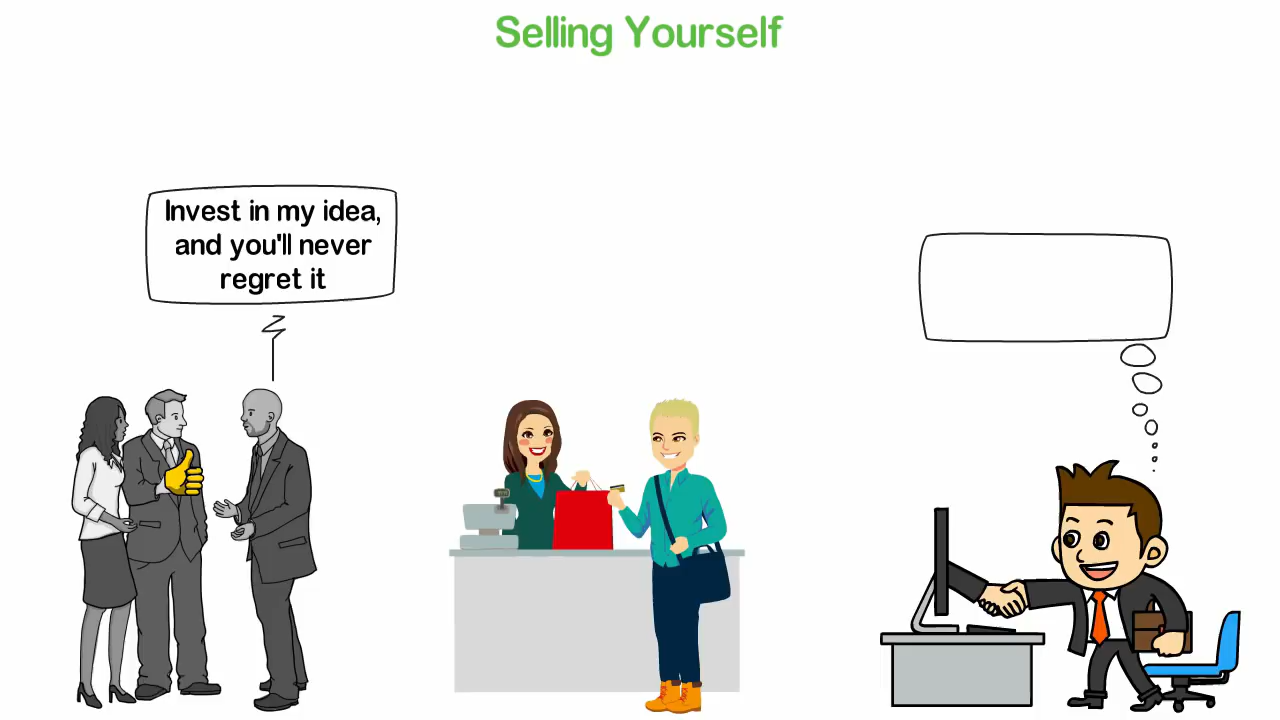 Selling Yourself
Invest in my idea,
and you'll never
regret it